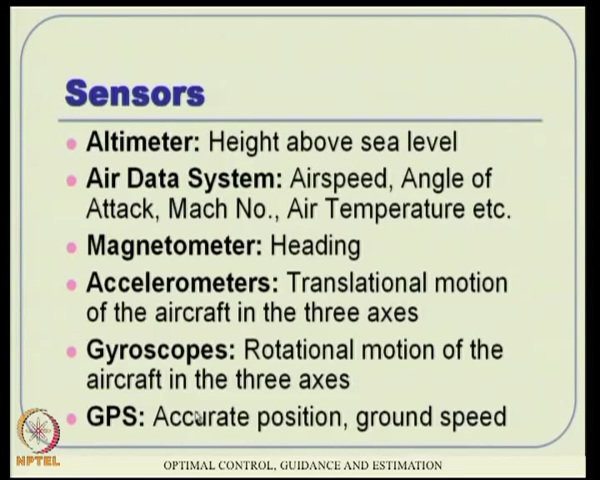 Sensors
Altimeter: Height above sea level
Air Data System: Airspeed, Angle of
Attack, Mach No., Air Temperature etc.
Magnetometer: Heading
Accelerometers: Translational motion
of the aircraft in the three axes
Gyroscopes: Rotational motion of the
aircraft in the three axes
GPS: Accurate position, ground speed
NPTEL
OPTIMAL CONTROL, GUIDANCE AND ESTIMATION